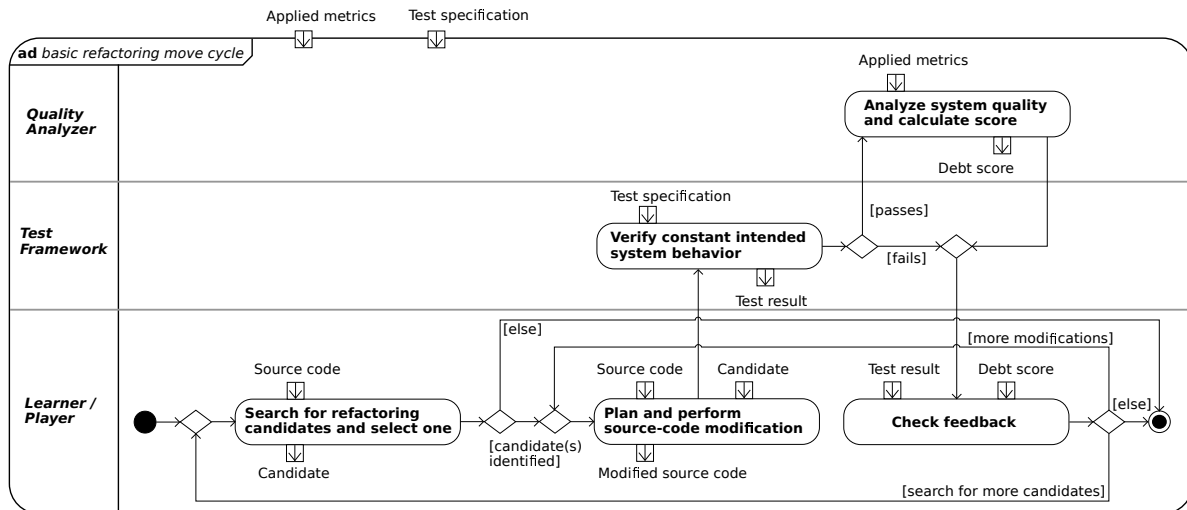 Applied metrics
Test specification
ad basic refactoring move cycle
Applied metrics
Quality
Analyzer
Analyze system quality
and calculate score
Debt score
Test specification
[passes]
Test
Framework
Verify constant intended
system behavior
[fails]
Test result
[else]
[more modifications]
Source code
Source code
Candidate
Test result
Debt score
Learner /
Player
Search for refactoring
candidates and select one
Plan and perform
source-code modification
Check feedback
[else]
[candidate(s)
identified]
Candidate
Modified source code
[search for more candidates]